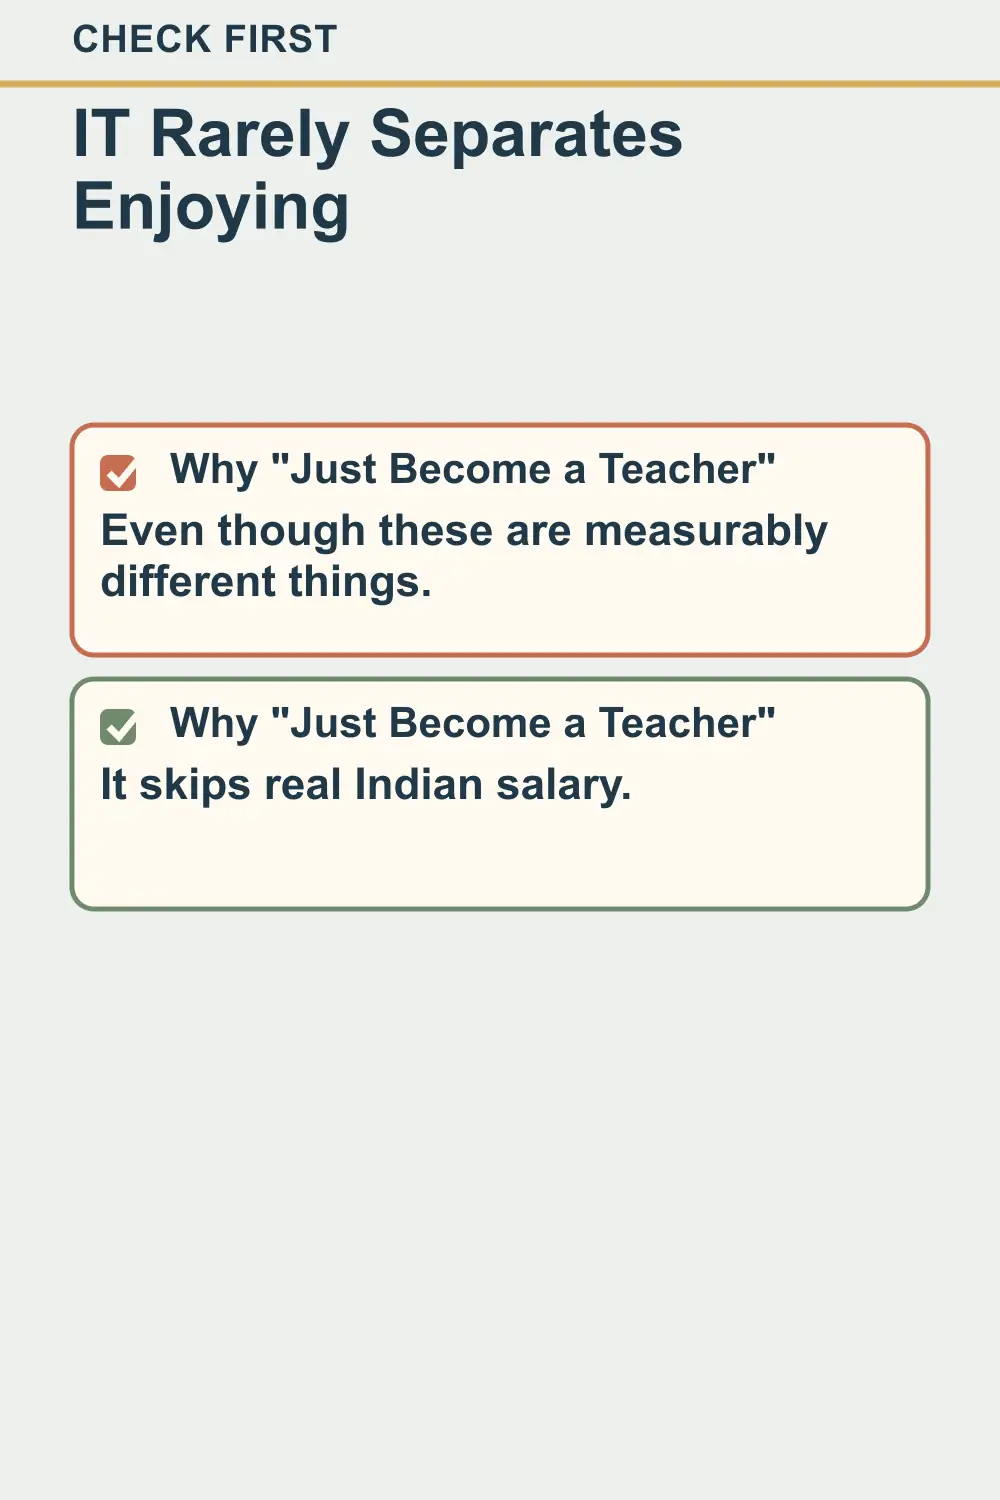 CHECK FIRST
IT Rarely Separates
Enjoying
Why "Just Become a Teacher"
Even though these are measurably
different things.
Why "Just Become a Teacher"
It skips real Indian salary.